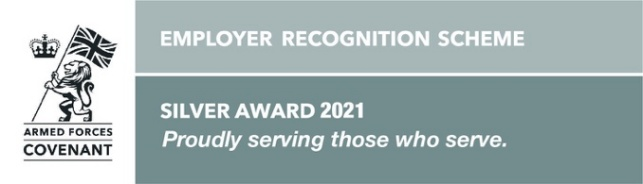 ARMED FORCES
COVENANT
EMPLOYER RECOGNITION SCHEME
SILVER AWARD 2021
Proudly serving those who serve.